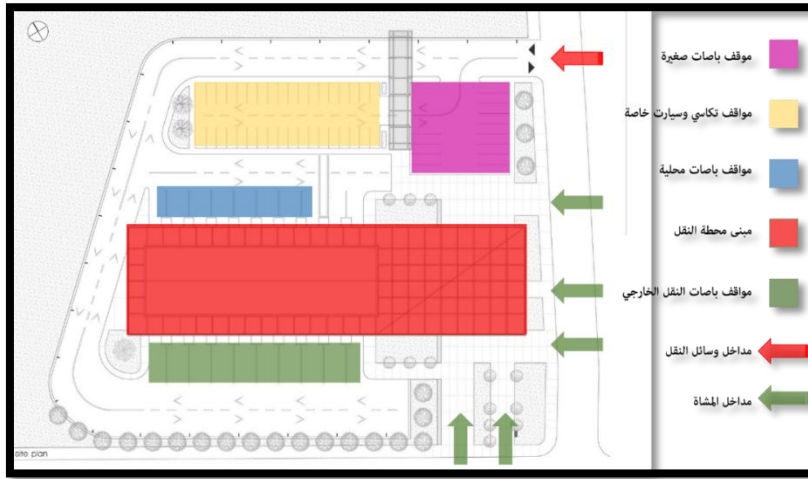 موقف باصات صغيرة
مواقف تكاسي وسيارت خاصة
مواقف باصات محلية
مبنى محطة النقل
مواقف باصات النقل الخارجي
مداخل وسائل النقل
مداخل المشاة
site plan